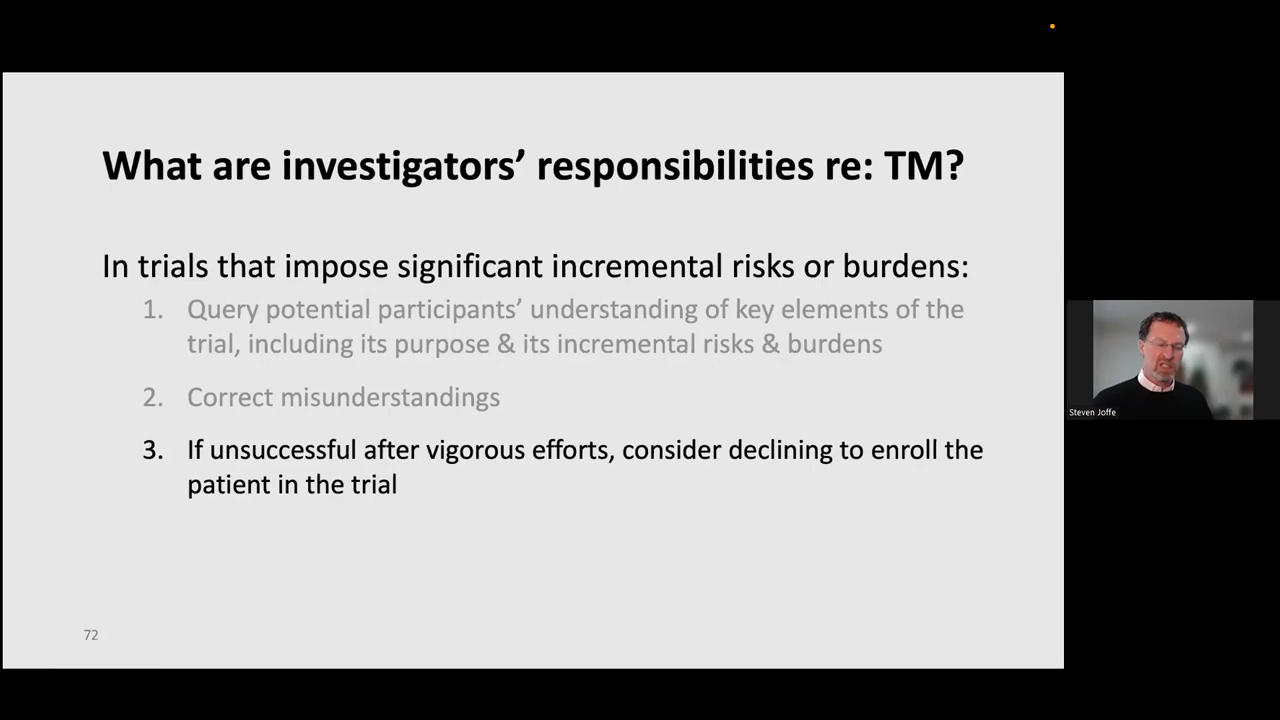 What are investigators’ responsibilities re: TM?
In trials that impose significant incremental risks or burdens:
1. Query potential participants’ understanding of key elements of the
trial, including its purpose & its incremental risks & burdens
2. Correct misunderstandings
3. If unsuccessful after vigorous efforts, consider declining to enroll the
patient in the trial
72
Steven Joffe